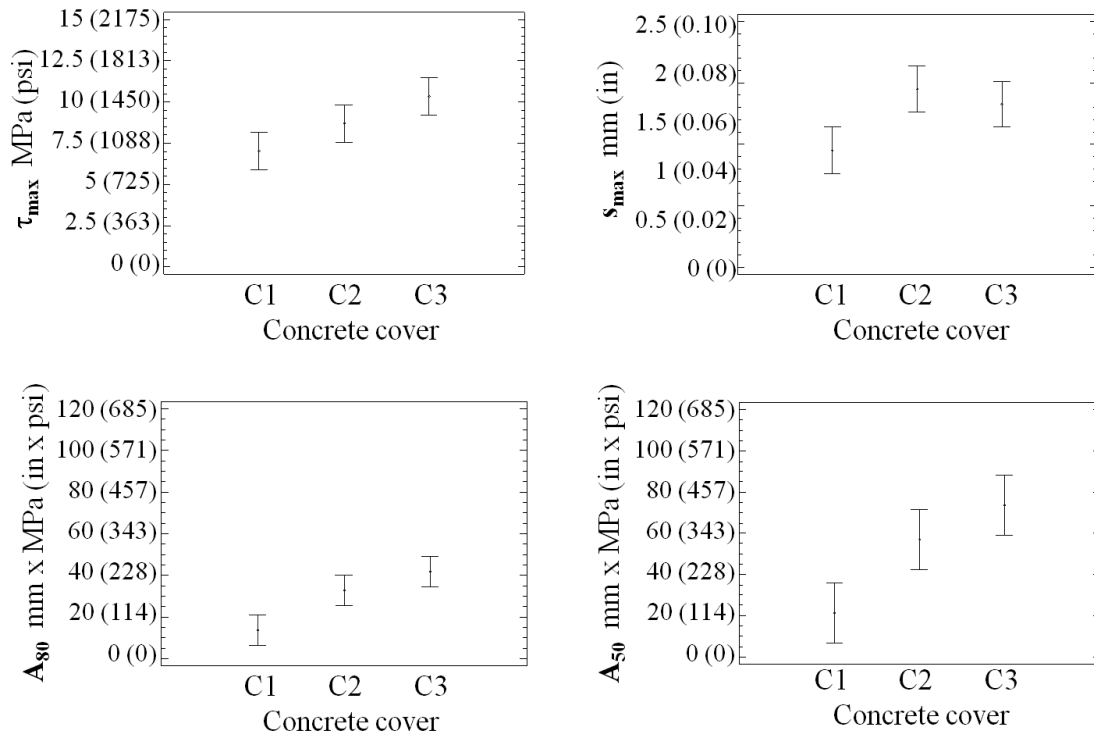 τmax MPa (psi)
15 (2175)
12.5 (1813)
10 (1450)
7.5 (1088)
5 (725)
2.5 (363)
0 (0)
C1 C2 C3
Concrete cover
smax mm (in)
2.5 (0.10)
2 (0.08)
1.5 (0.06)
1 (0.04)
0.5 (0.02)
0 (0)
C1 C2 C3
Concrete cover
A80 mm x MPa (in x psi)
120 (685)
100 (571)
80 (457)
60 (343)
40 (228)
20 (114)
0 (0)
C1 C2 C3
Concrete cover
A50 mm x MPa (in x psi)
120 (685)
100 (571)
80 (457)
60 (343)
40 (228)
20 (114)
0 (0)
C1 C2 C3
Concrete cover